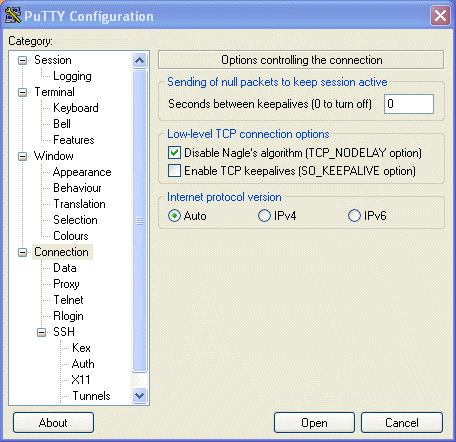 PuTTY Configuration
Category:
Session
Logging
Terminal
Keyboard
Bell
Features
Window
Appearance
Behaviour
Translation
Selection
Colours
Connection
Data
Proxy
Telnet
Rlogin
SSH
Kex
Auth
X11
Tunnels
Options controlling the connection
Sending of null packets to keep session active
Seconds between keepalives (0 to turn off) 0
Low-level TCP connection options
Disable Nagle's algorithm (TCP_NODELAY option)
Enable TCP keepalives (SO_KEEPALIVE option)
Internet protocol version
Auto IPv4 IPv6
About Open Cancel